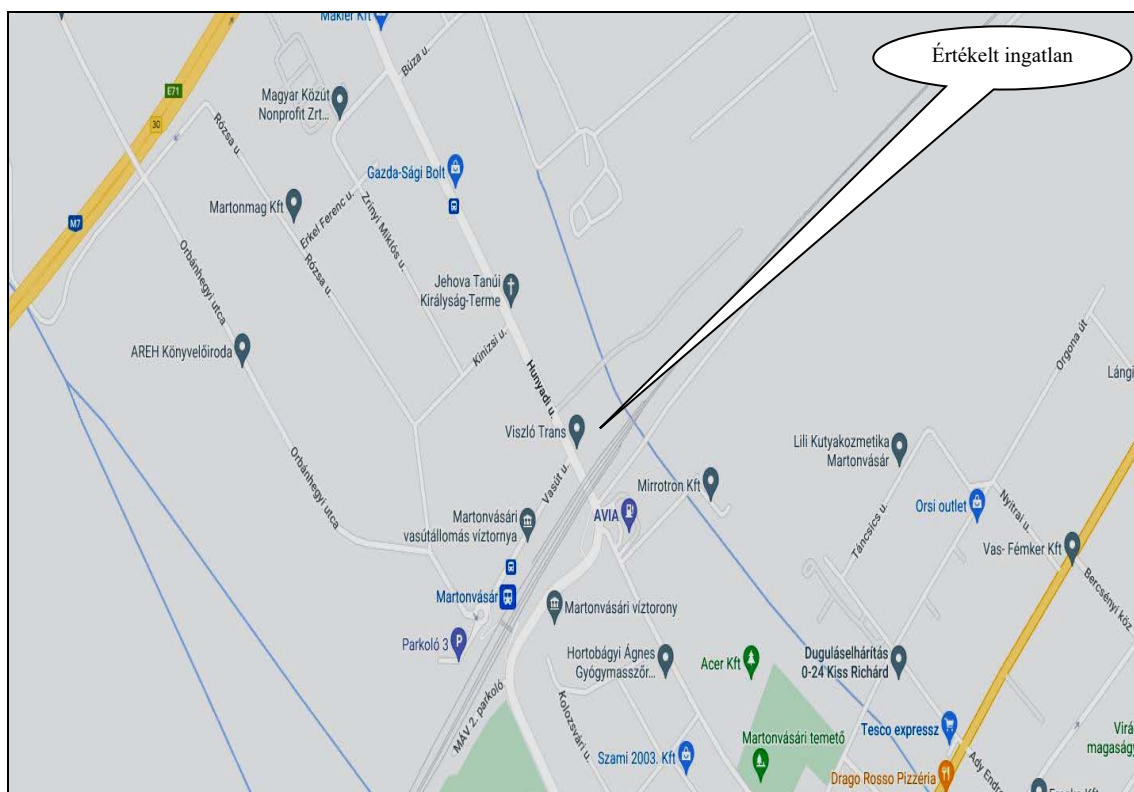 Makler Kft
Búza u.
Értékelt ingatlan
E71
30
Magyar Közút
Nonprofit Zrt...
Rózsa u.
Gazda-Sági Bolt
Martonmag Kft
Erkel Ferenc u.
Zrínyi Miklós u.
M7
Orbánhegyi utca
Rózsa u.
Jehova Tanúi
Királyság-Terme
Kinizsi u.
Orgona út
AREH Könyvelőiroda
Hunyadi u.
Lángi
Viszló Trans
Lili Kutyakozmetika
Martonvásár
Vasút u.
Mirrotron Kft
Orbánhegyi utca
Orsi outlet
Nyitrai u.
AVIA
Martonvásári
vasútállomás víztornya
Táncsics u.
Vas- Fémker Kft
Bercsényi köz
Martonvásár
Martonvásári víztorony
Parkoló 3
P
Hortobágyi Ágnes
Gyógymasszőr...
Acer Kft
Duguláselhárítás
0-24 Kiss Richárd
MÁV 2. parkoló
Kolozsvári u.
Szami 2003. Kft
Martonvásári temető
Tesco expressz
Virá
magaságy
Ady Endre
Drago Rosso Pizzéria